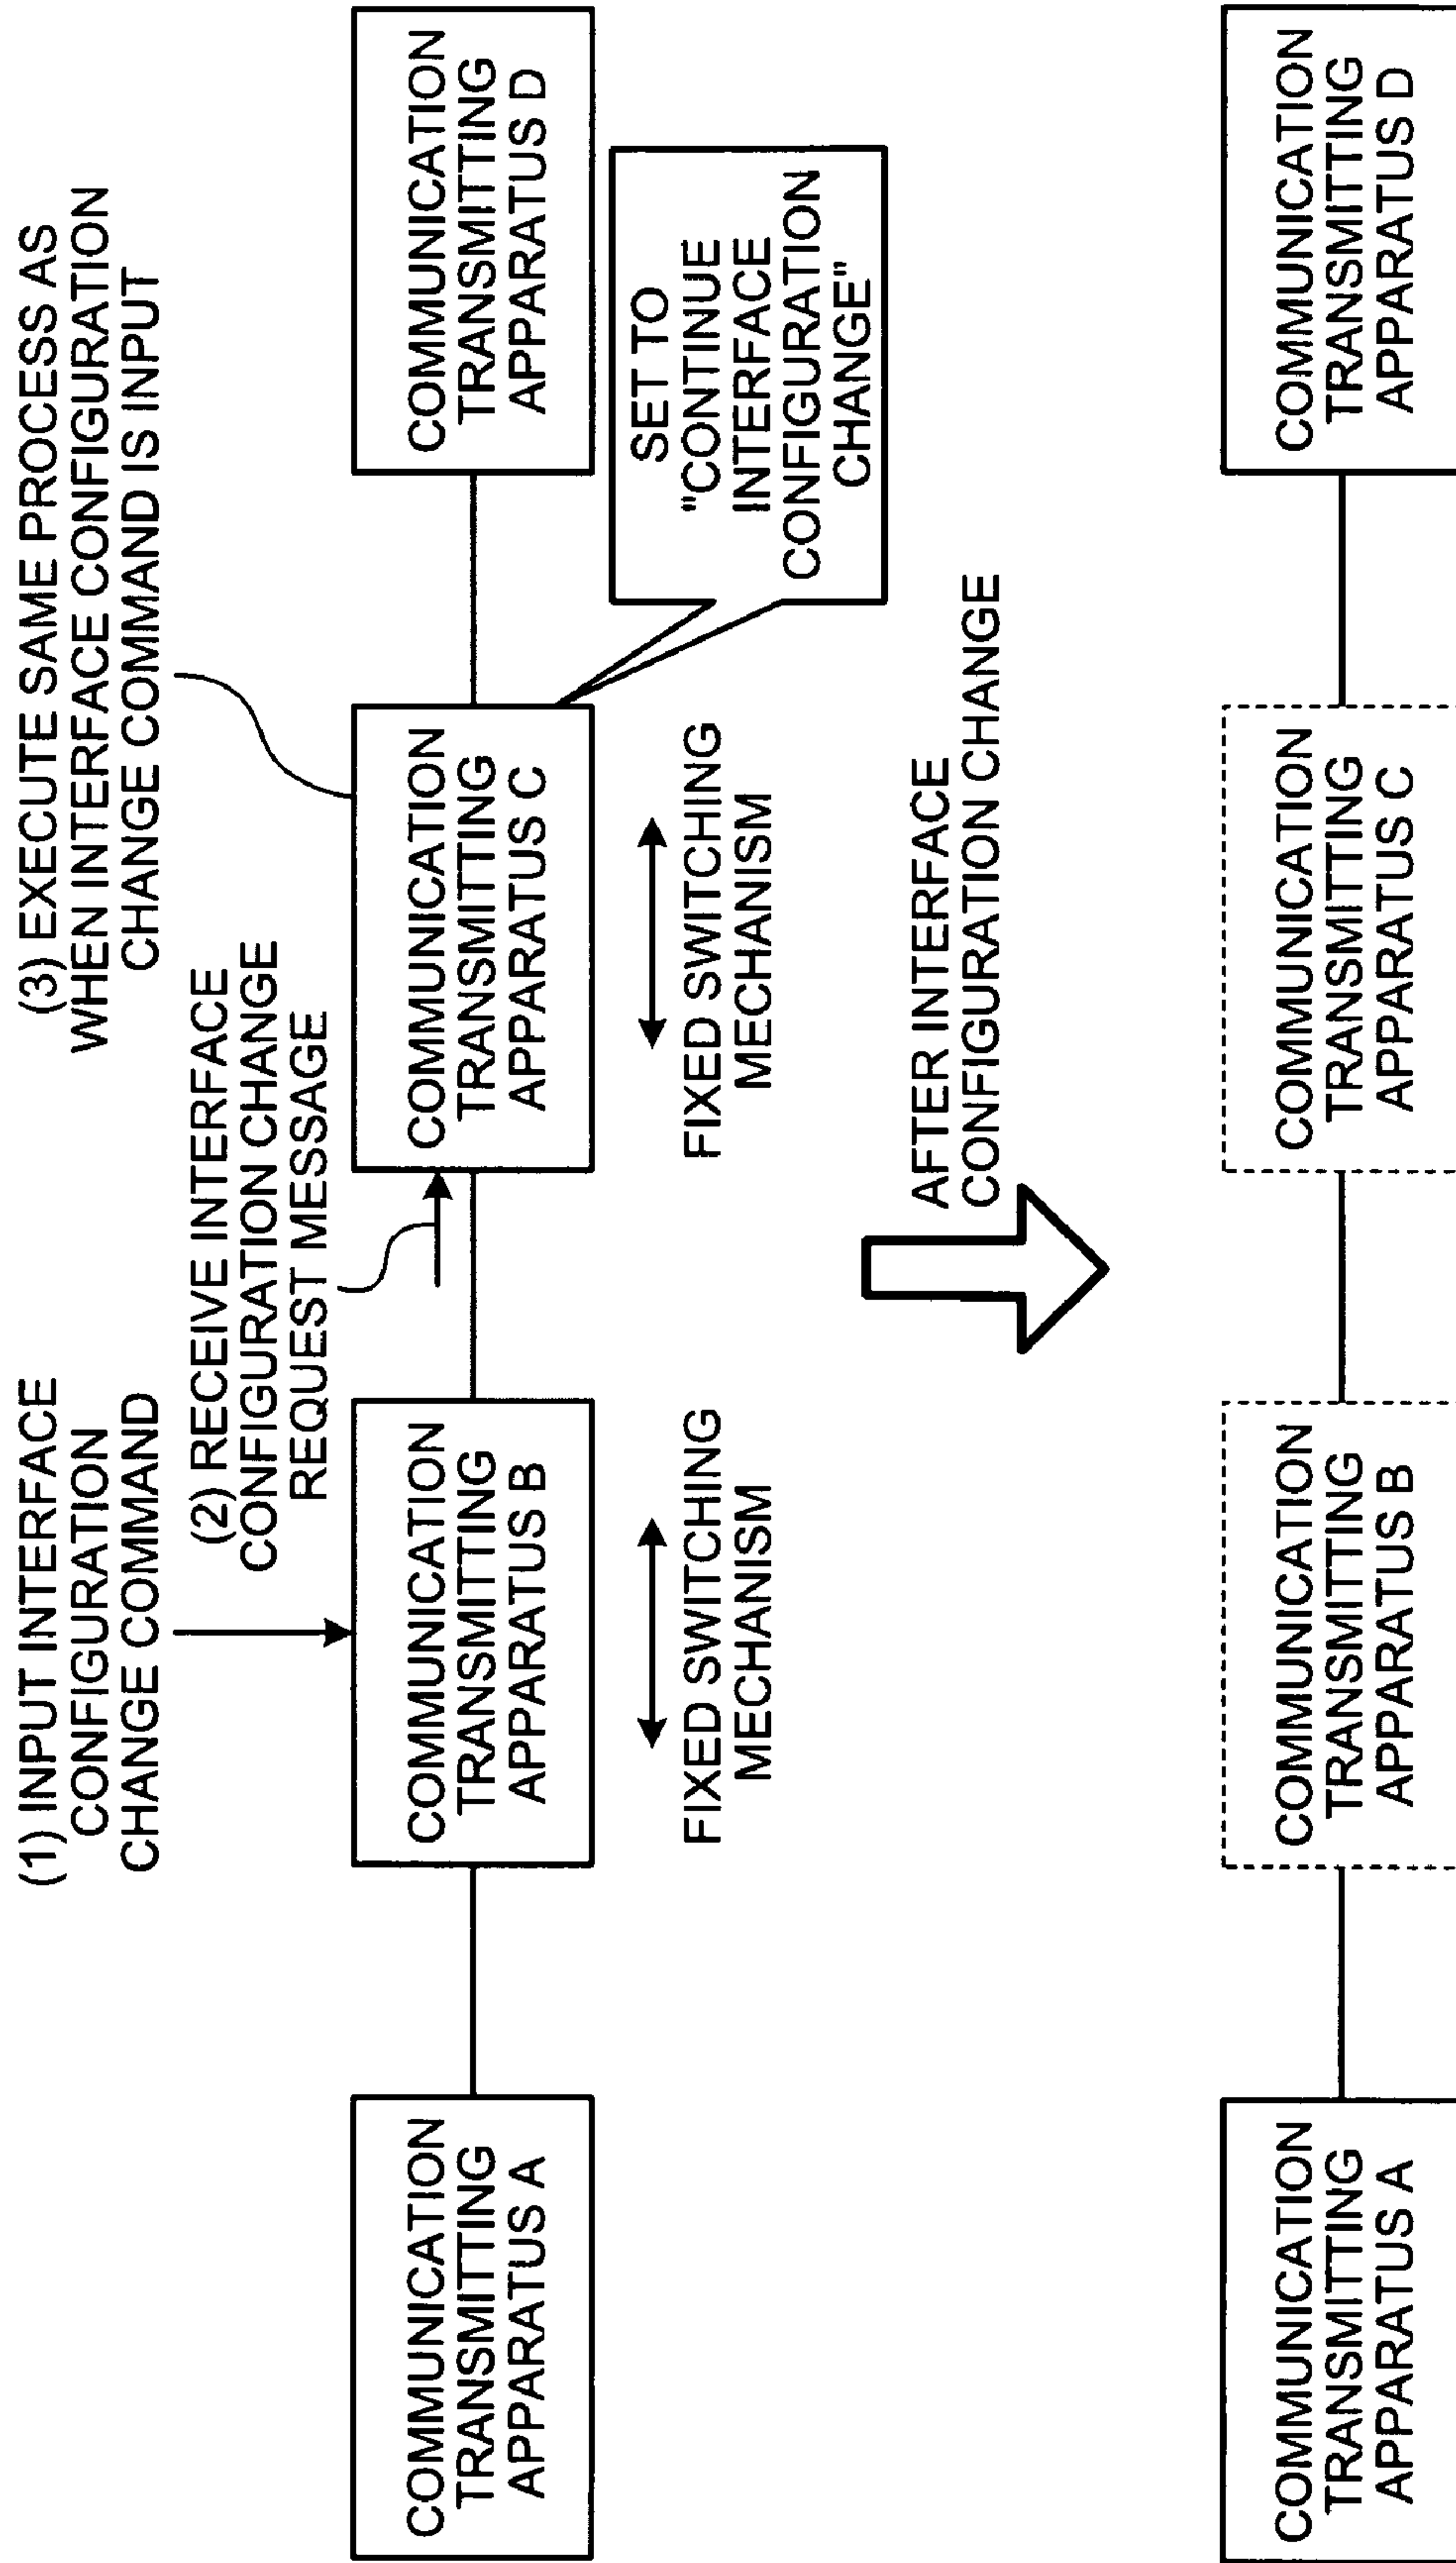 (1) INPUT INTERFACE
CONFIGURATION
CHANGE COMMAND
(2) RECEIVE INTERFACE
CONFIGURATION CHANGE
REQUEST MESSAGE
(3) EXECUTE SAME PROCESS AS
WHEN INTERFACE CONFIGURATION
CHANGE COMMAND IS INPUT
COMMUNICATION
TRANSMITTING
APPARATUS A
COMMUNICATION
TRANSMITTING
APPARATUS B
COMMUNICATION
TRANSMITTING
APPARATUS C
COMMUNICATION
TRANSMITTING
APPARATUS D
FIXED SWITCHING
MECHANISM
FIXED SWITCHING
MECHANISM
SET TO
"CONTINUE
INTERFACE
CONFIGURATION
CHANGE"
AFTER INTERFACE
CONFIGURATION CHANGE
COMMUNICATION
TRANSMITTING
APPARATUS A
COMMUNICATION
TRANSMITTING
APPARATUS B
COMMUNICATION
TRANSMITTING
APPARATUS C
COMMUNICATION
TRANSMITTING
APPARATUS D